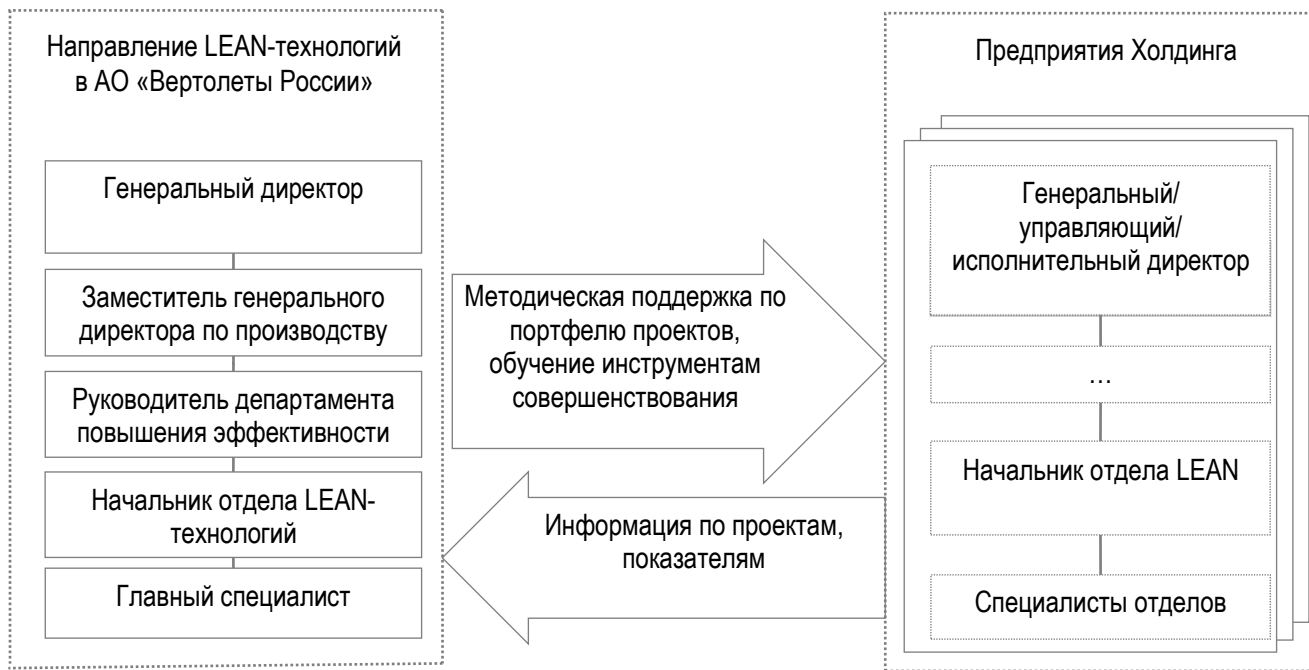 Направление LEAN-технологий
в АО «Вертолеты России»
Генеральный директор
Заместитель генерального
директора по производству
Руководитель департамента
повышения эффективности
Начальник отдела LEAN-
технологий
Главный специалист
Методическая поддержка по
портфелю проектов,
обучение инструментам
совершенствования
Информация по проектам,
показателям
Предприятия Холдинга
Генеральный/
управляющий/
исполнительный директор
...
Начальник отдела LEAN
Специалисты отделов